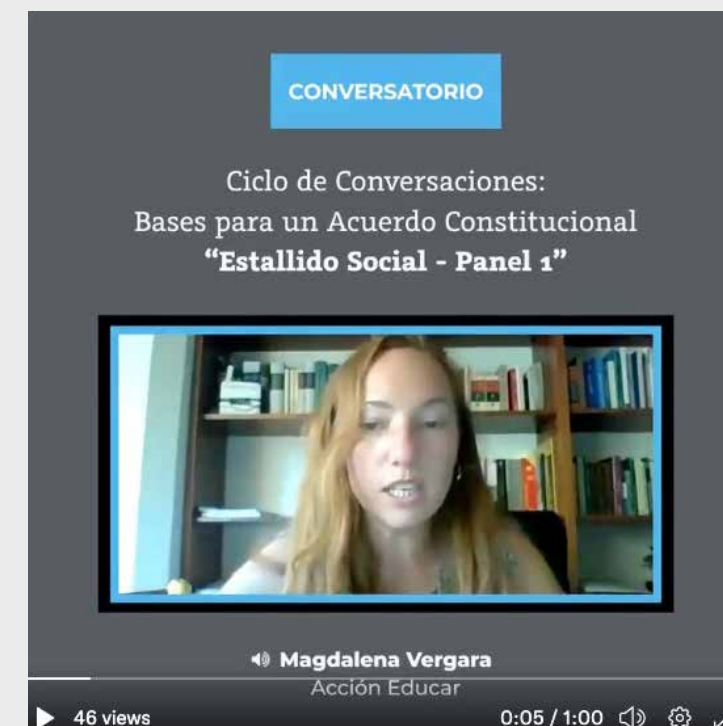 CONVERSATORIO
Ciclo de Conversaciones:
Bases para un Acuerdo Constitucional
“Estallido Social - Panel 1”
Magdalena Vergara
Acción Educar
46 views
0:05 / 1:00